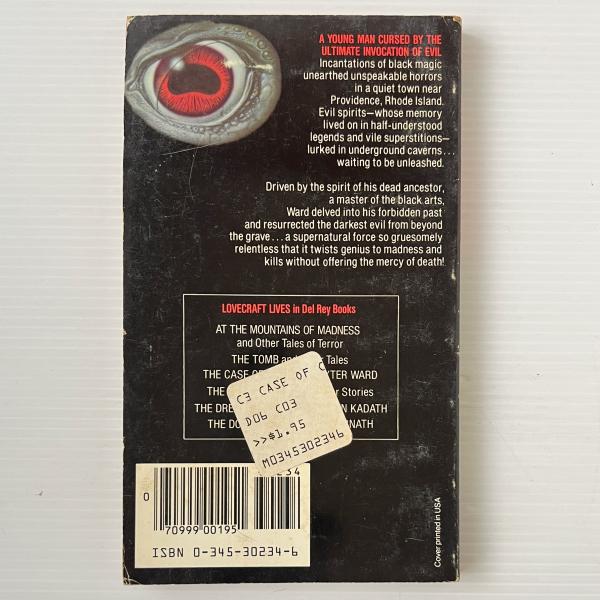 A YOUNG MAN CURSED BY THE
ULTIMATE INVOCATION OF EVIL
Incantations of black magic
unearthed unspeakable horrors
in a quiet town near
Providence, Rhode Island.
Evil spirits—whose memory
lived on in half-understood
legends and vile superstitions—
lurked in underground caverns...
waiting to be unleashed.
Driven by the spirit of his dead ancestor,
a master of the black arts,
Ward delved into his forbidden past
and resurrected the darkest evil from beyond
the grave...a supernatural force so gruesomely
relentless that it twists genius to madness and
kills without offering the mercy of death!
LOVECRAFT LIVES in Del Rey Books
AT THE MOUNTAINS OF MADNESS
and Other Tales of Terror
THE TOMB Tales
THE CASE WARD
THE Stories
THE KADATH
THE
C3 CASE OF C
D06 C03
>>$1.95
M0345302346
0
70999 00195
ISBN 0-345-30234-6
Cover printed in USA